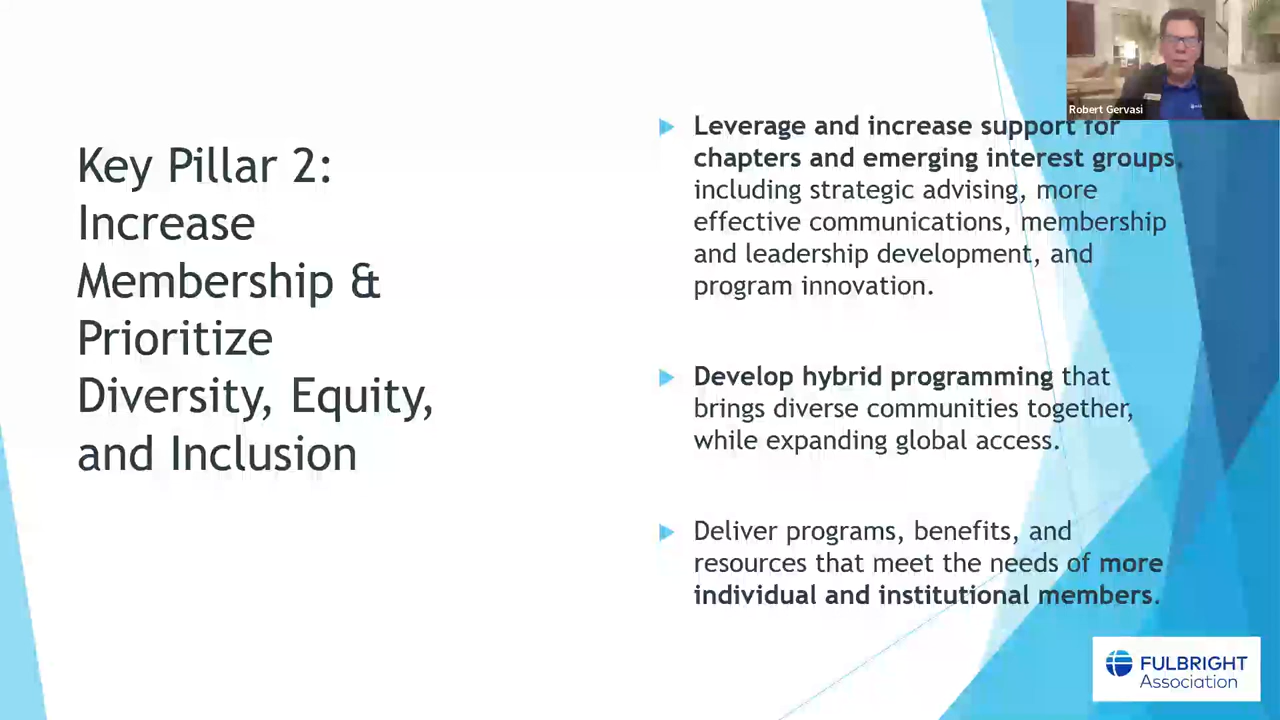 Key Pillar 2:
Increase
Membership &
Prioritize
Diversity, Equity,
and Inclusion
Robert Gervasi
Leverage and increase support for
chapters and emerging interest groups,
including strategic advising, more
effective communications, membership
and leadership development, and
program innovation.
Develop hybrid programming that
brings diverse communities together,
while expanding global access.
Deliver programs, benefits, and
resources that meet the needs of more
individual and institutional members.
FULBRIGHT
Association